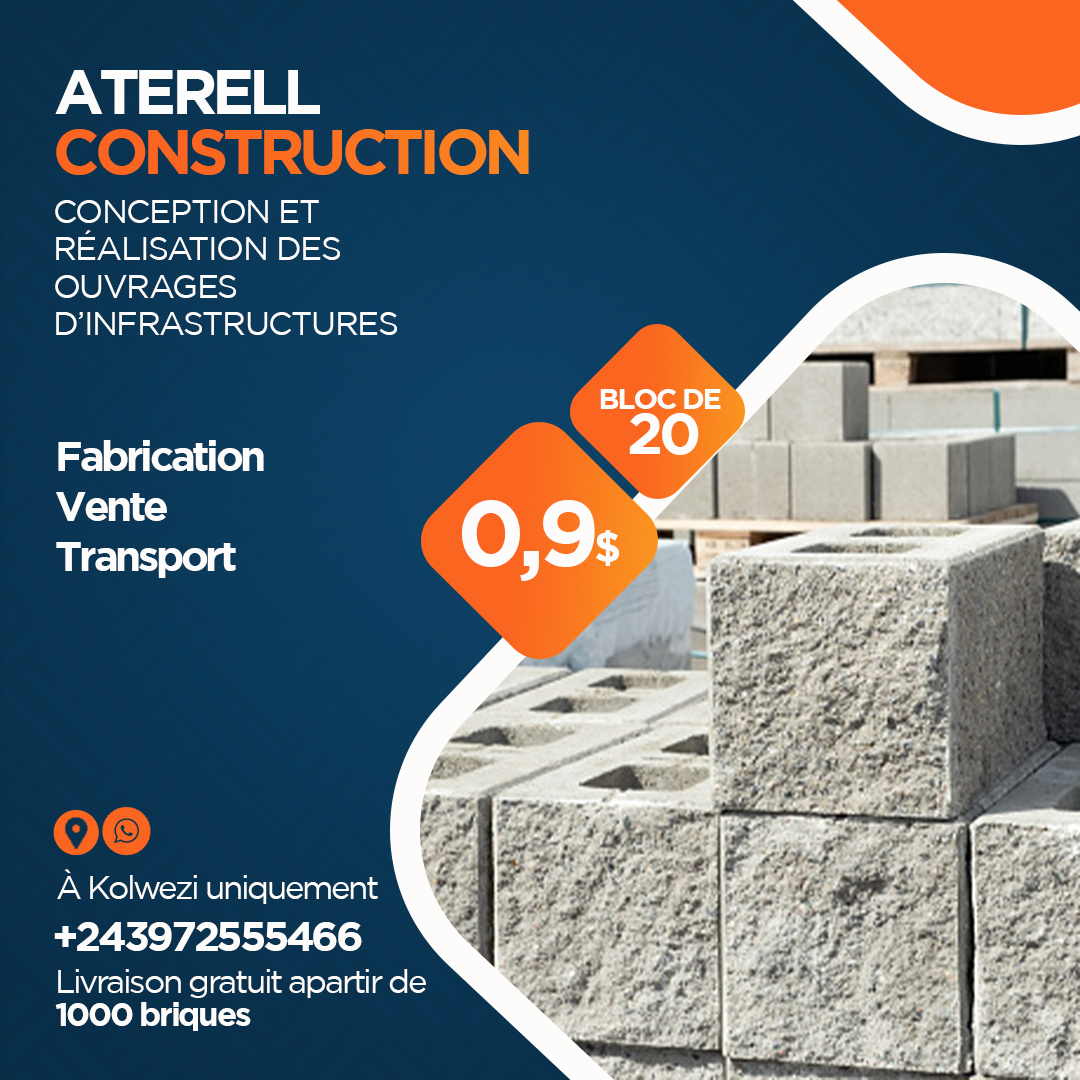 ATERELL
CONSTRUCTION
CONCEPTION ET
RÉALISATION DES
OUVRAGES
D'INFRASTRUCTURES
BLOC DE
20
0,9$
Fabrication
Vente
Transport
À Kolwezi uniquement
+243972555466
Livraison gratuit apartir de
1000 briques